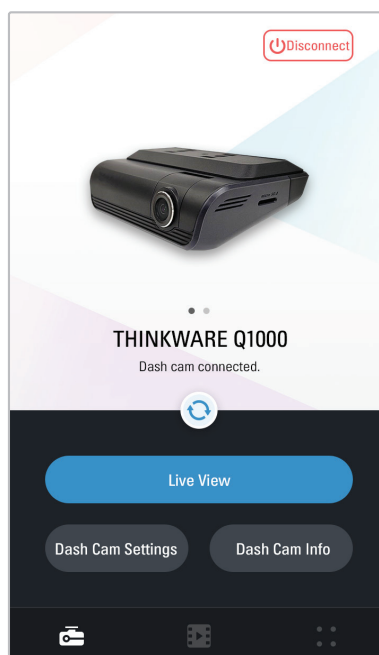 Disconnect
THINKWARE Q1000
Dash cam connected.
Live View
Dash Cam Settings
Dash Cam Info